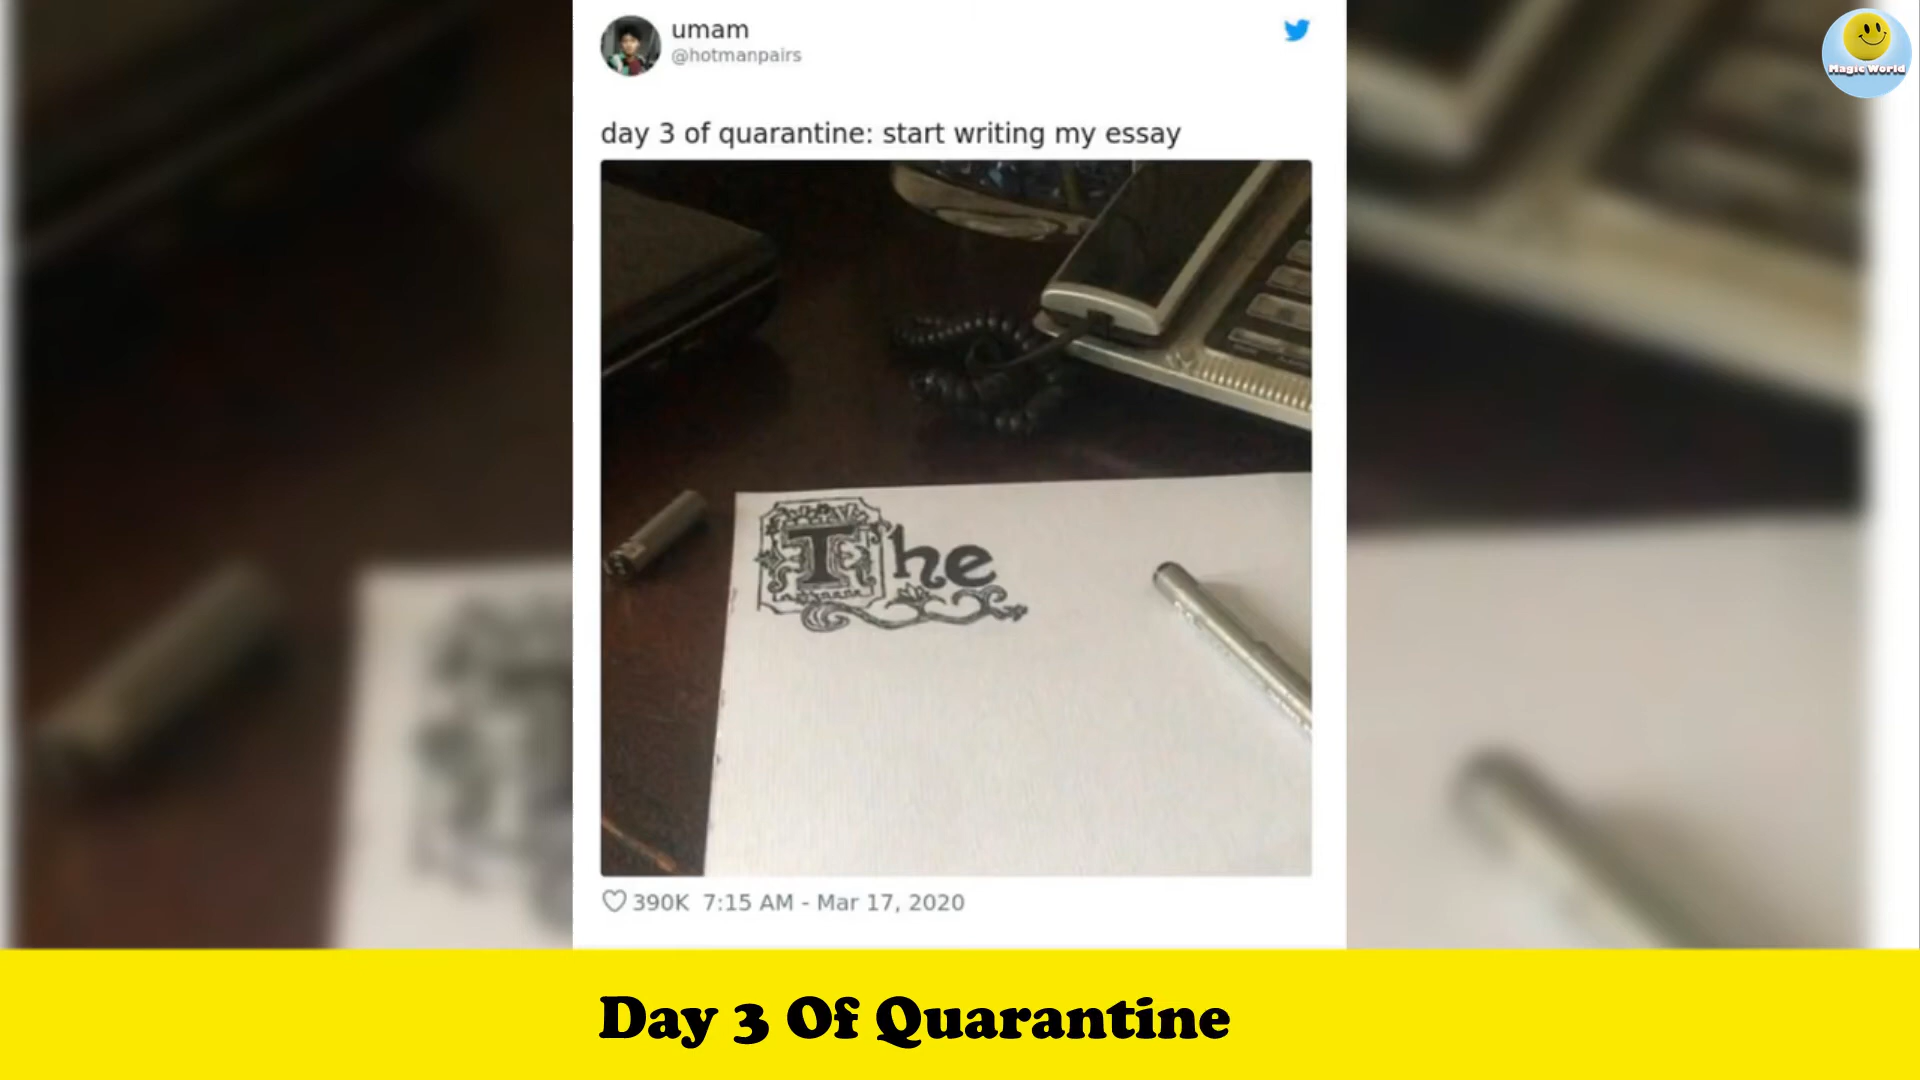 umam
@hotmanpairs
Magic World
day 3 of quarantine: start writing my essay
The
390K 7:15 AM - Mar 17, 2020
Day 3 Of Quarantine